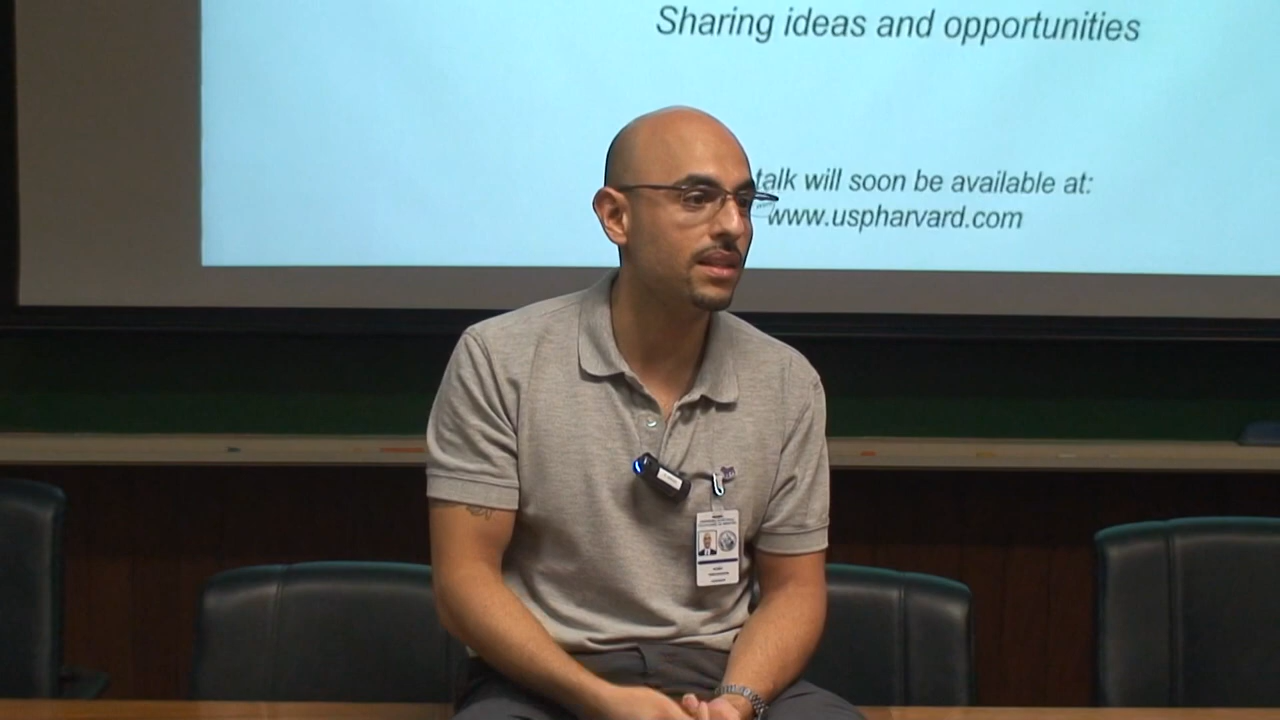 Sharing ideas and opportunities
talk will soon be available at:
www.uspharvard.com